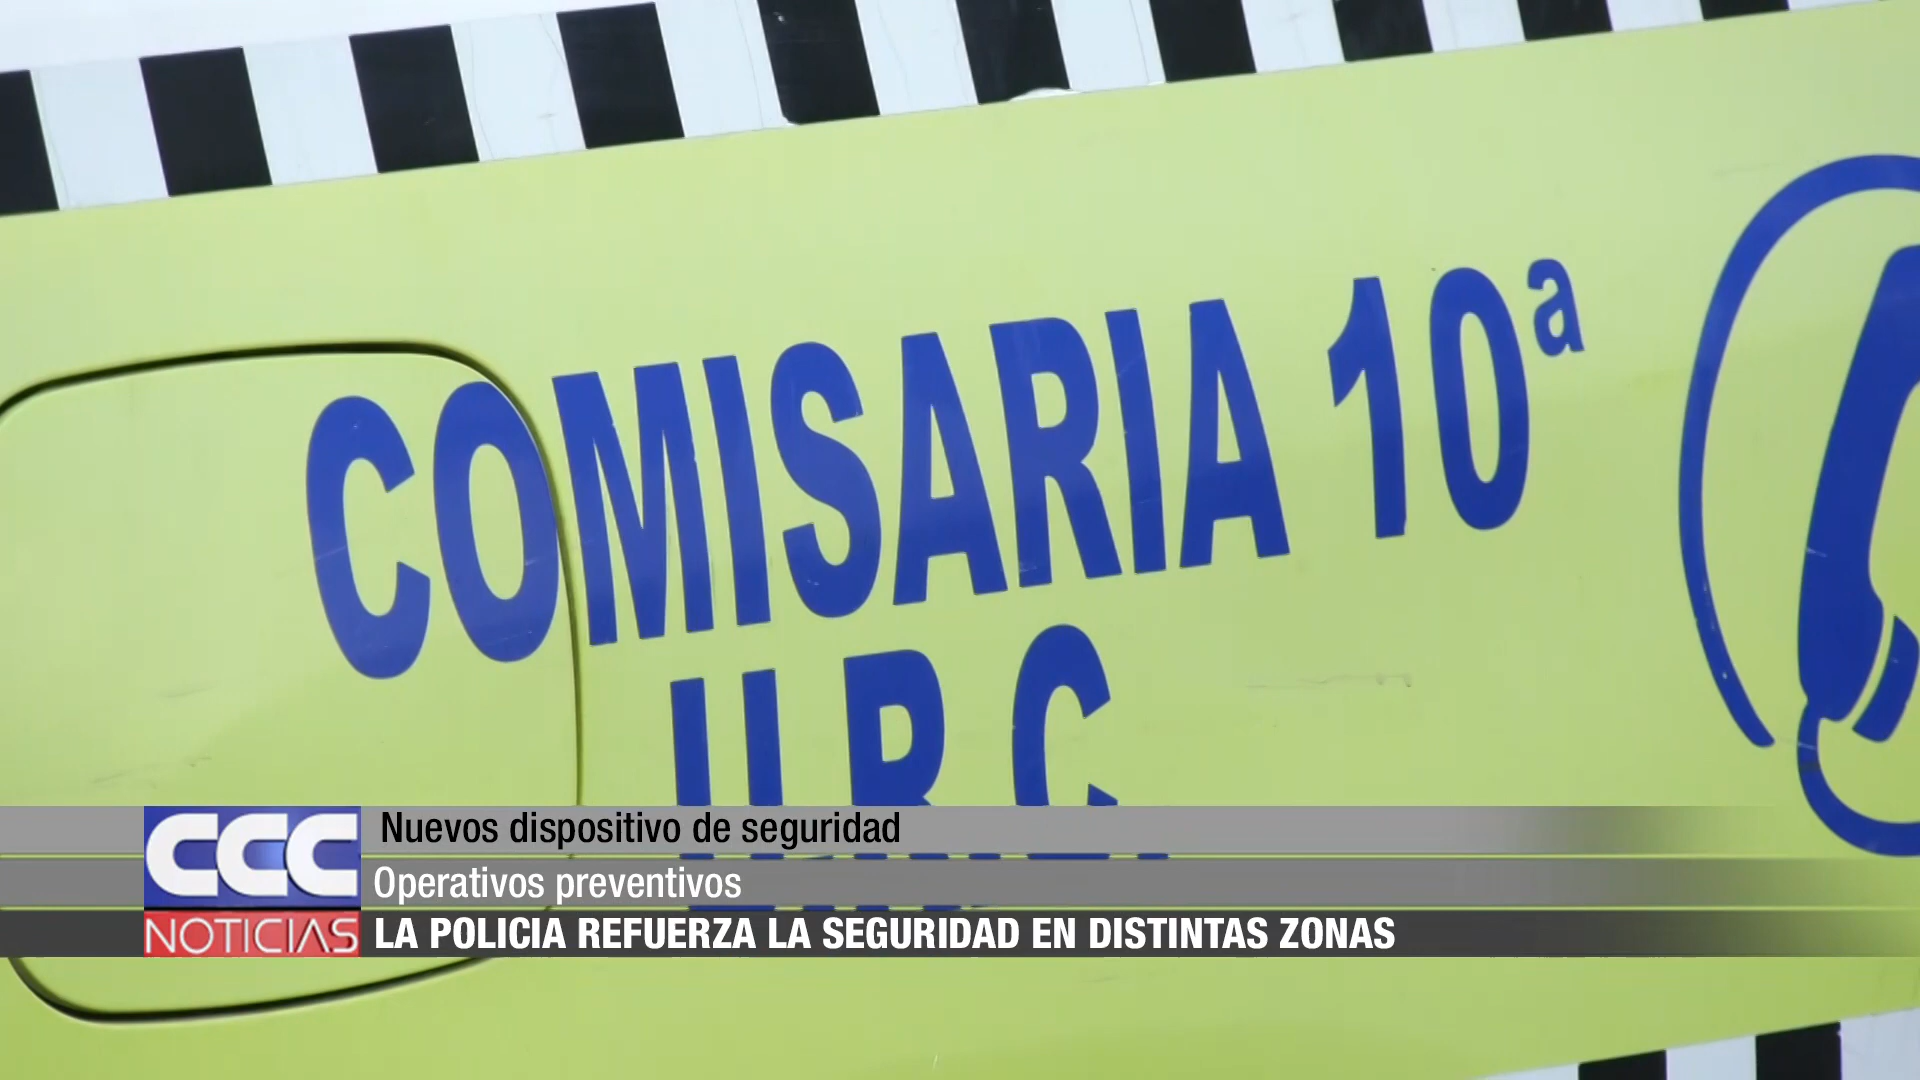 COMISARIA 10ª
U.R.C.
CCC
NOTICIAS
Nuevos dispositivo de seguridad
Operativos preventivos
LA POLICIA REFUERZA LA SEGURIDAD EN DISTINTAS ZONAS